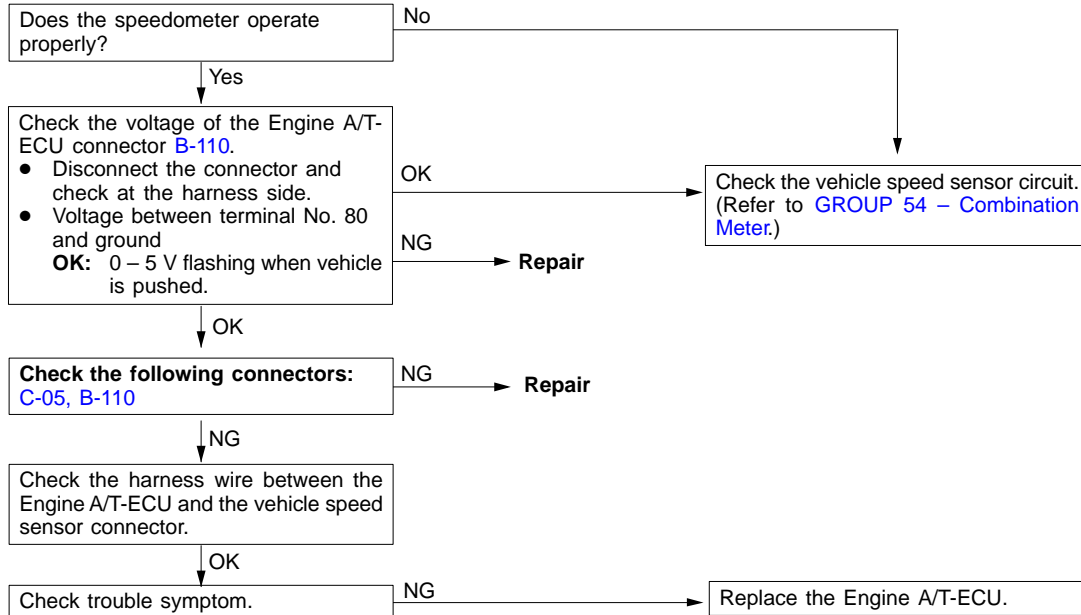 Does the speedometer operate
properly?
No
Yes
Check the voltage of the Engine A/T-
ECU connector B-110.
● Disconnect the connector and
check at the harness side.
● Voltage between terminal No. 80
and ground
OK: 0 – 5 V flashing when vehicle
is pushed.
OK
Check the vehicle speed sensor circuit.
(Refer to GROUP 54 – Combination
Meter.)
NG
Repair
OK
Check the following connectors:
C-05, B-110
NG
Repair
NG
Check the harness wire between the
Engine A/T-ECU and the vehicle speed
sensor connector.
OK
Check trouble symptom.
NG
Replace the Engine A/T-ECU.